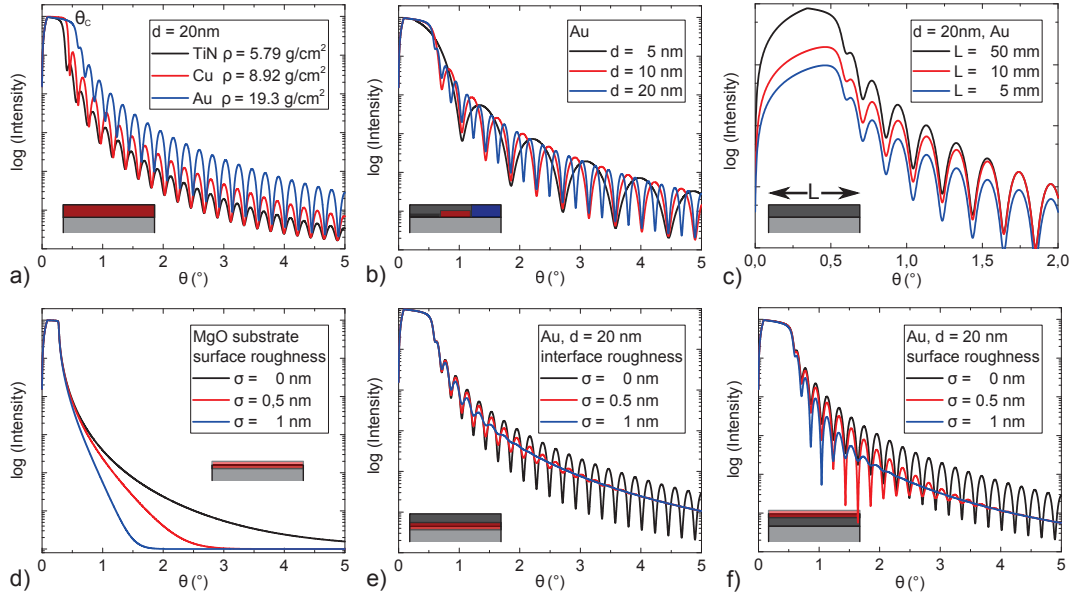 θc
d = 20nm
TiN ρ = 5.79 g/cm²
Cu ρ = 8.92 g/cm²
Au ρ = 19.3 g/cm²
log (Intensity)
0 1 2 3 4 5
θ (°)
a)
Au
d = 5 nm
d = 10 nm
d = 20 nm
log (Intensity)
0 1 2 3 4 5
θ (°)
b)
d = 20nm, Au
L = 50 mm
L = 10 mm
L = 5 mm
L
log (Intensity)
0,0 0,5 1,0 1,5 2,0
θ (°)
c)
MgO substrate
surface roughness
σ = 0 nm
σ = 0,5 nm
σ = 1 nm
log (Intensity)
0 1 2 3 4 5
θ (°)
d)
Au, d = 20 nm
interface roughness
σ = 0 nm
σ = 0.5 nm
σ = 1 nm
log (Intensity)
0 1 2 3 4 5
θ (°)
e)
Au, d = 20 nm
surface roughness
σ = 0 nm
σ = 0.5 nm
σ = 1 nm
log (Intensity)
0 1 2 3 4 5
θ (°)
f)